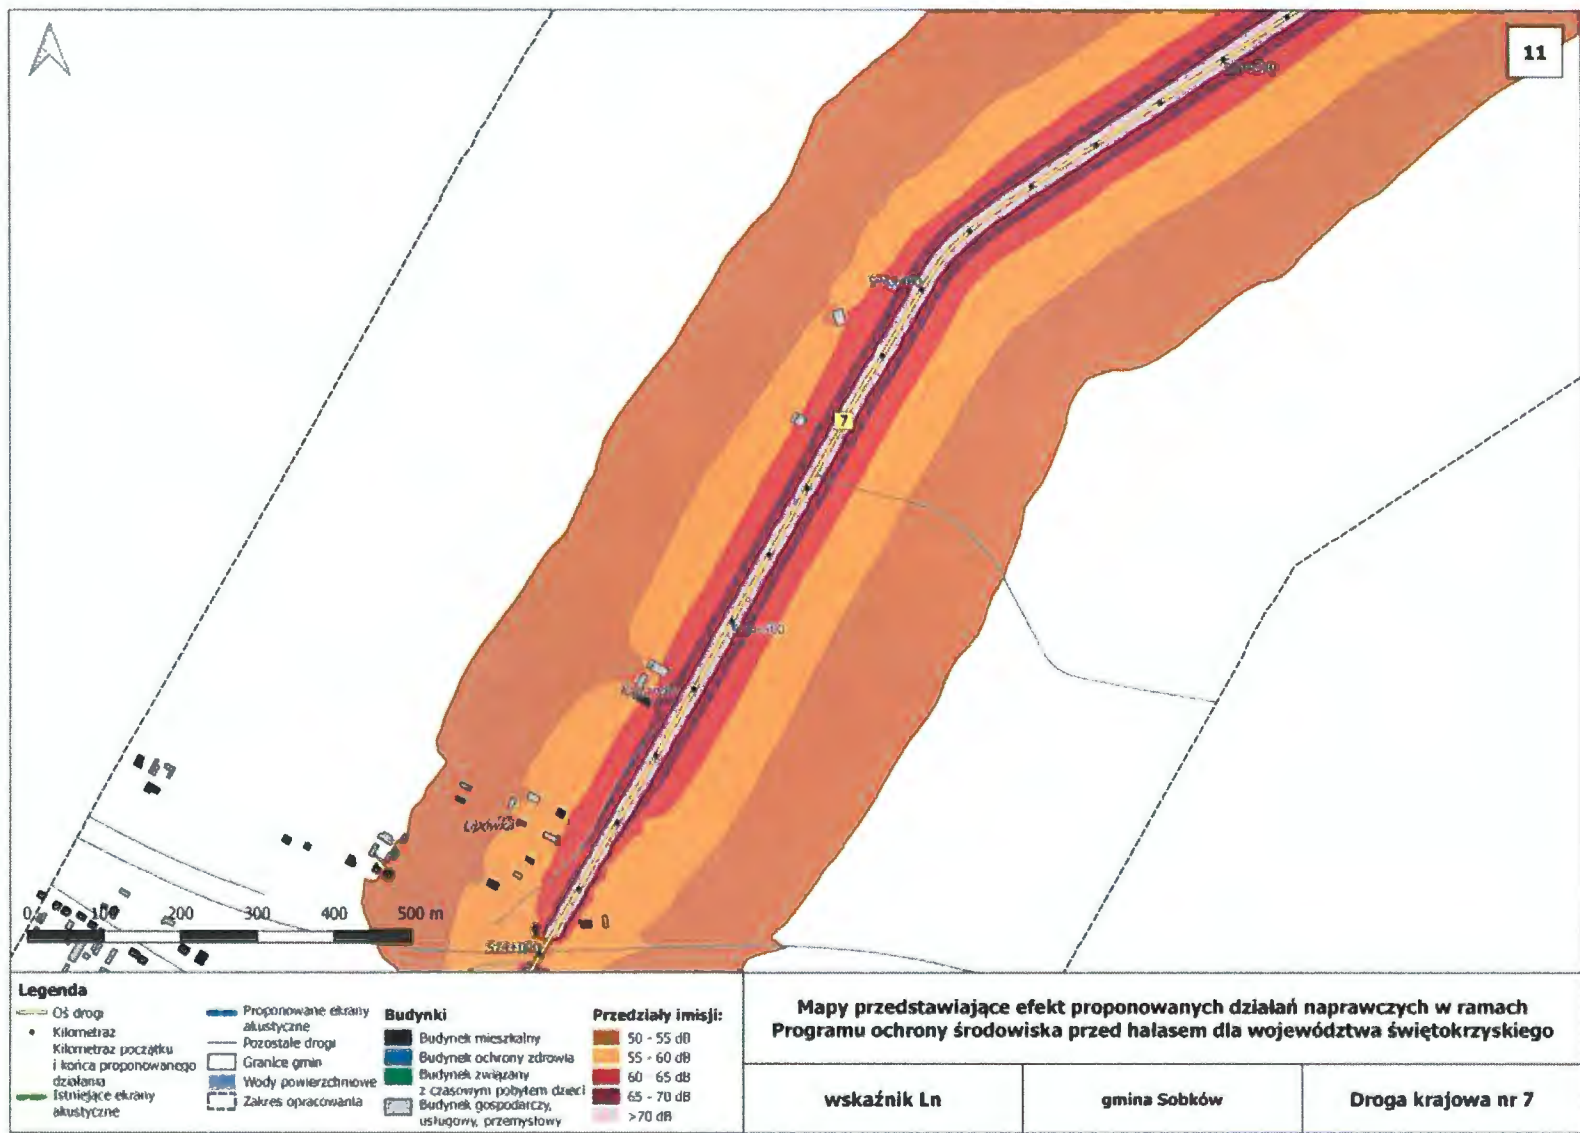 11
7
0 100 200 300 400 500 m
Legenda
Oś drogi
Kilometraż
Kilometraż początku
i końca proponowanego
działania
Istniejące ekrany
akustyczne
Proponowane ekrany
akustyczne
Pozostałe drogi
Granice gmin
Wody powierzchniowe
Zakres opracowania
Budynki
Budynek mieszkalny
Budynek ochrony zdrowia
Budynek związany
z czasowym pobytem dzieci
Budynek gospodarczy,
usługowy, przemysłowy
Przedziały imisji:
50 - 55 dB
55 - 60 dB
60 - 65 dB
65 - 70 dB
>70 dB
Mapy przedstawiające efekt proponowanych działań naprawczych w ramach
Programu ochrony środowiska przed hałasem dla województwa świętokrzyskiego
wskaźnik Ln
gmina Sobków
Droga krajowa nr 7